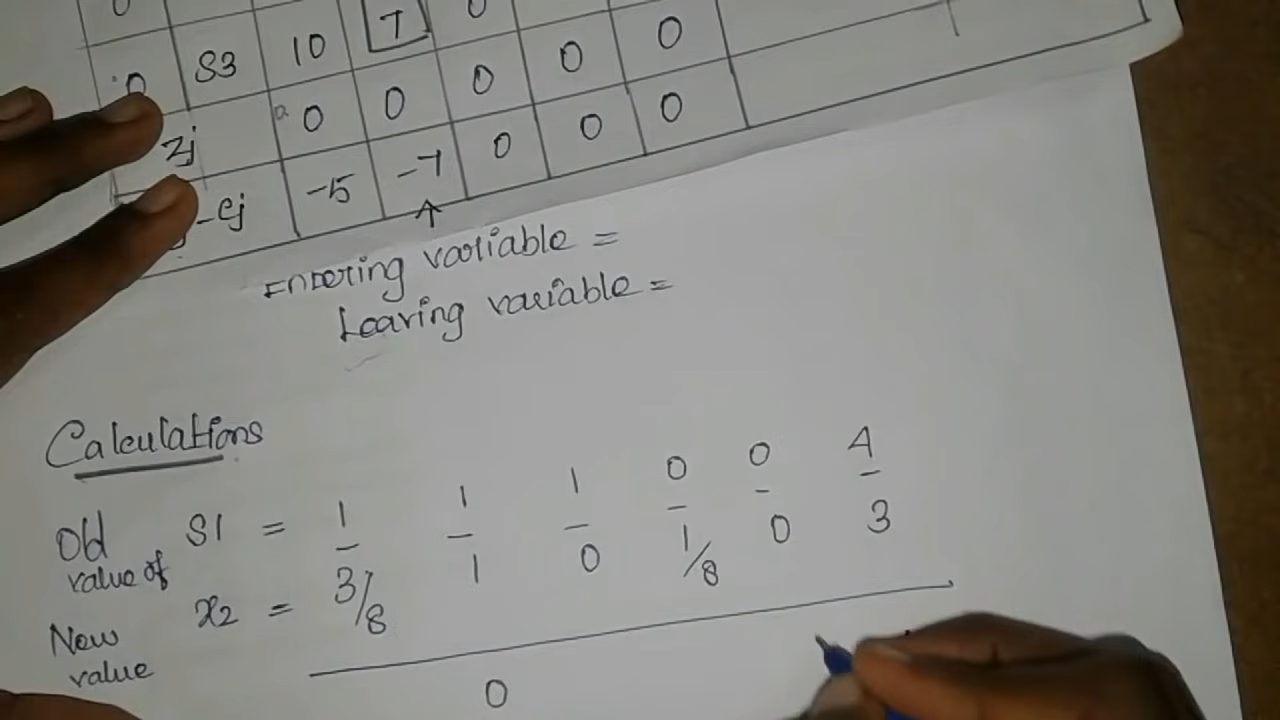 0 0
0 S3 10 7 0 0 0
Zj 0 0 0 0 0
-Cj -5 -7 0 0 0
↑
Entering variable =
Leaving variable =
Calculations
Old value of S1 = 1 1 1 0 0 4
- - - - - -
New value x2 = 3/8 1 0 1/8 0 3
0